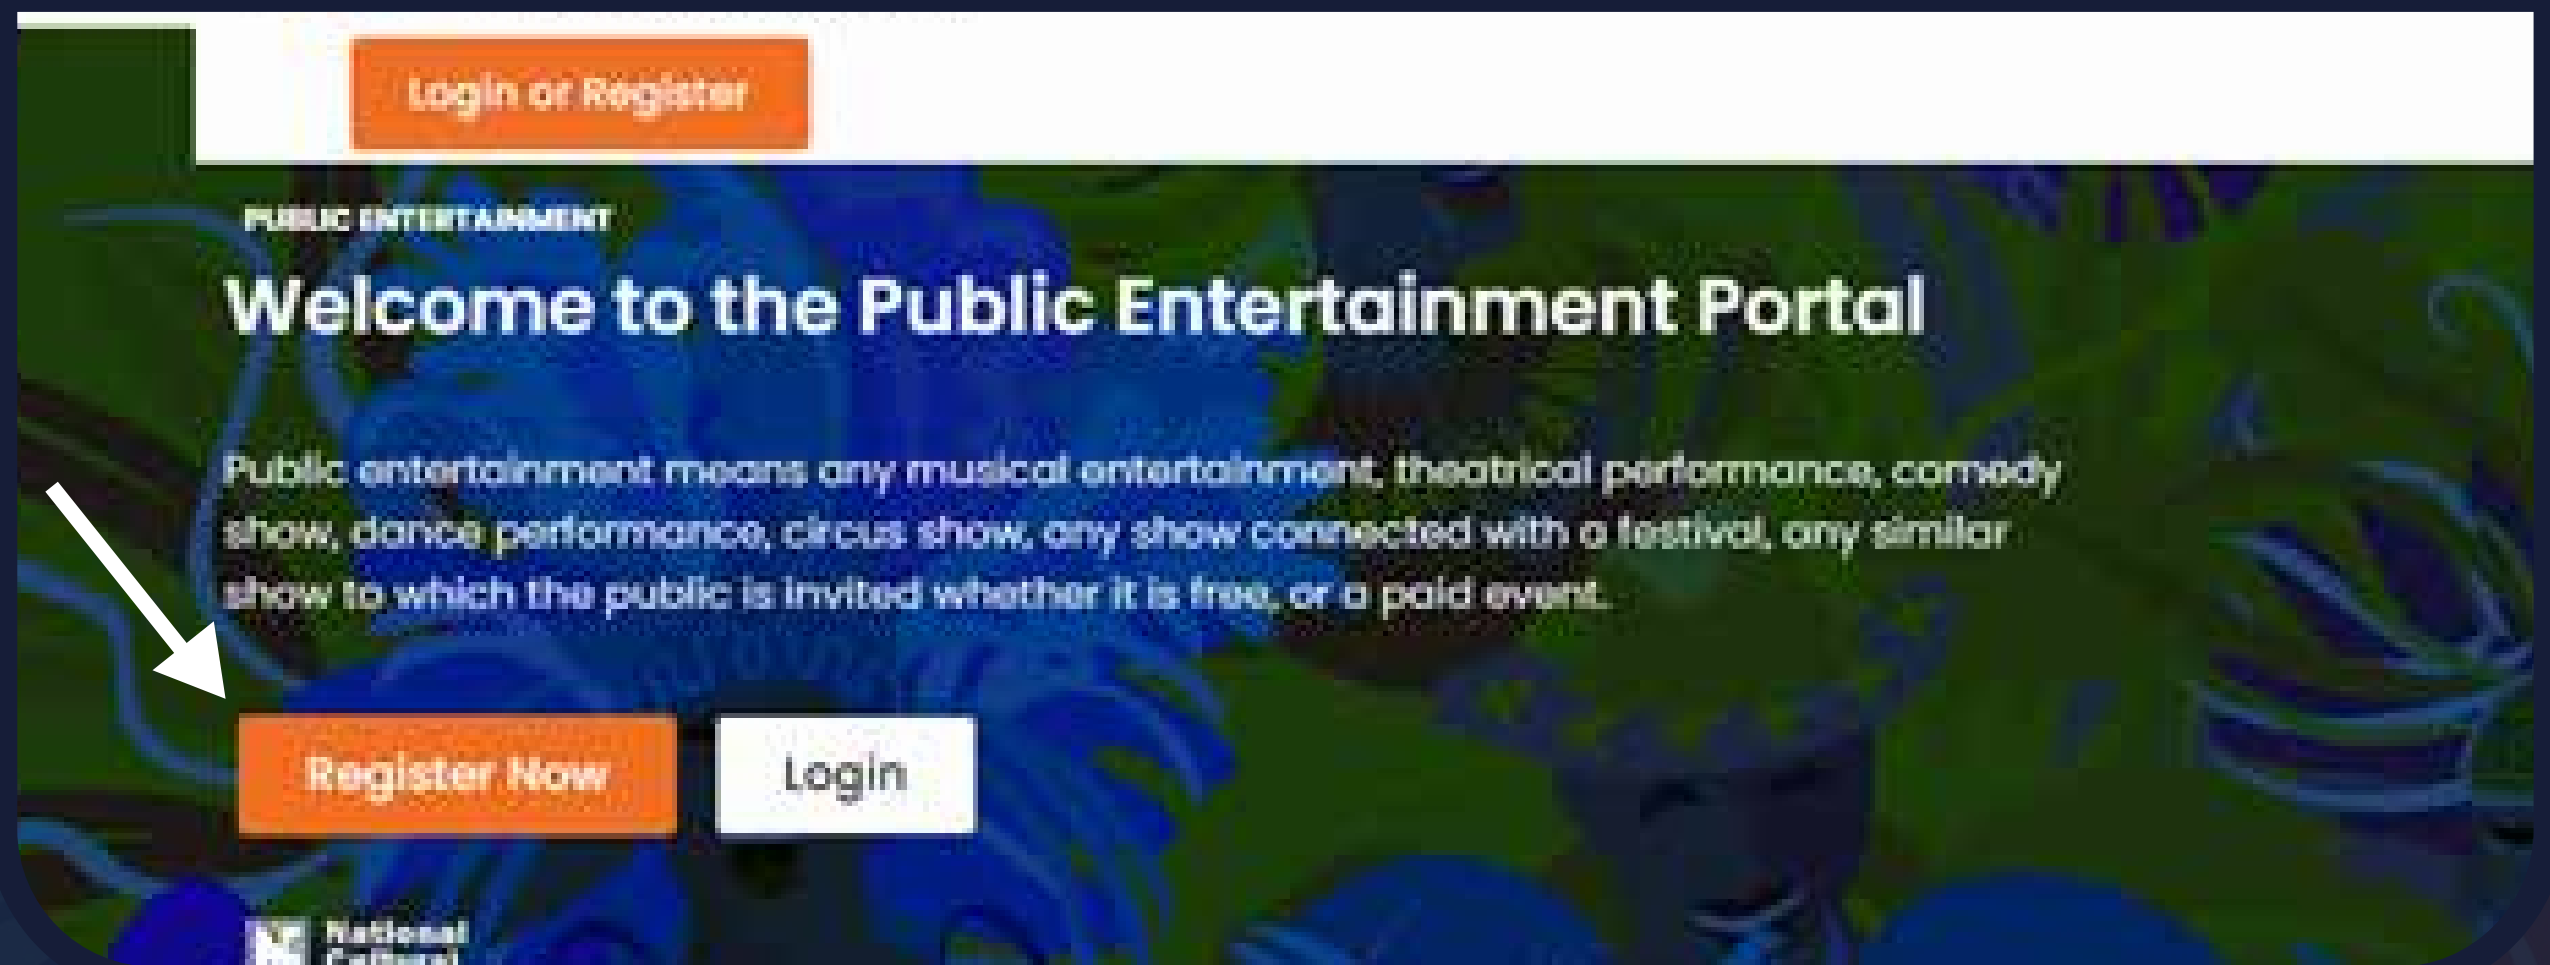 Login or Register
PUBLIC ENTERTAINMENT
Welcome to the Public Entertainment Portal
Public entertainment means any musical entertainment, theatrical performance, comedy
show, dance performance, circus show, any show connected with a festival, any similar
show to which the public is invited whether it is free, or a paid event.
Register Now
Login
National
Cultural